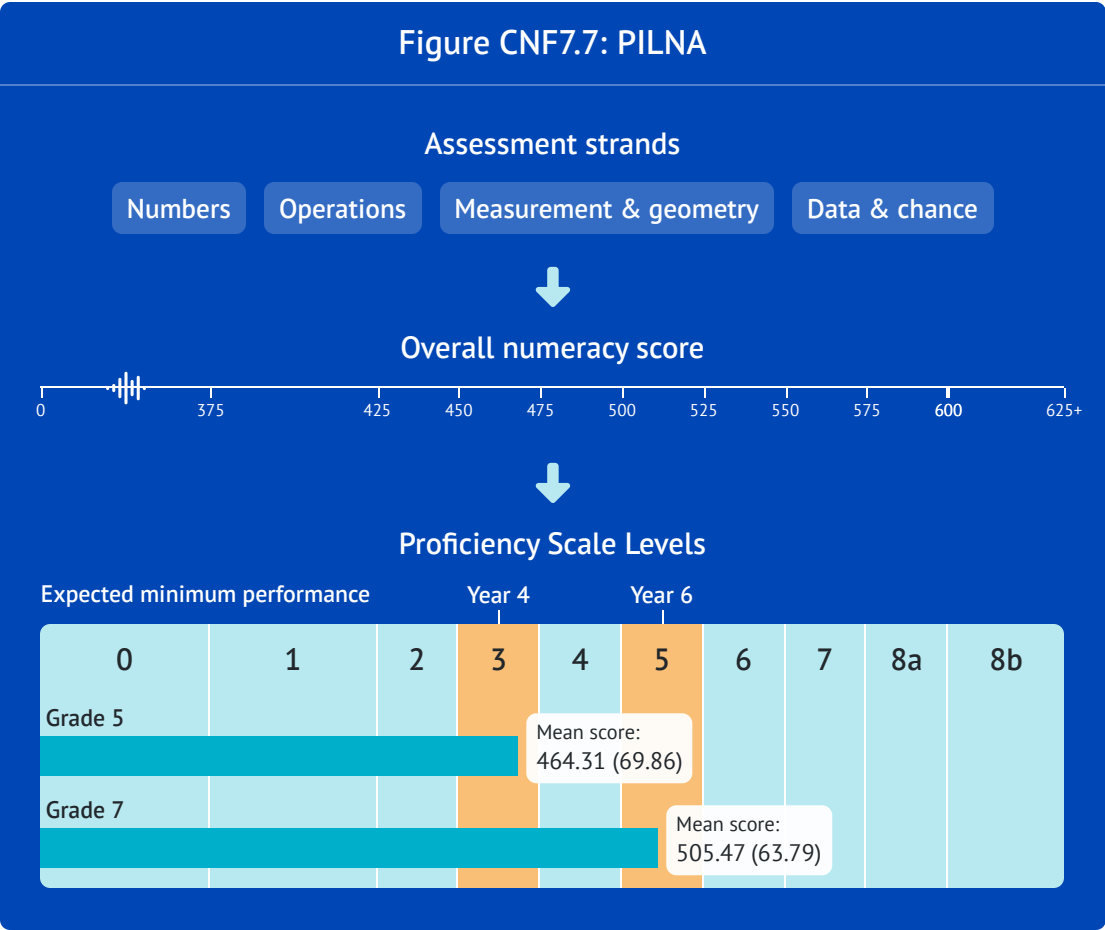 Figure CNF7.7: PILNA
Assessment strands
Numbers
Operations
Measurement & geometry
Data & chance
Overall numeracy score
0 375 425 450 475 500 525 550 575 600 625+
Proficiency Scale Levels
Expected minimum performance Year 4 Year 6
0 1 2 3 4 5 6 7 8a 8b
Grade 5
Mean score:
464.31 (69.86)
Grade 7
Mean score:
505.47 (63.79)